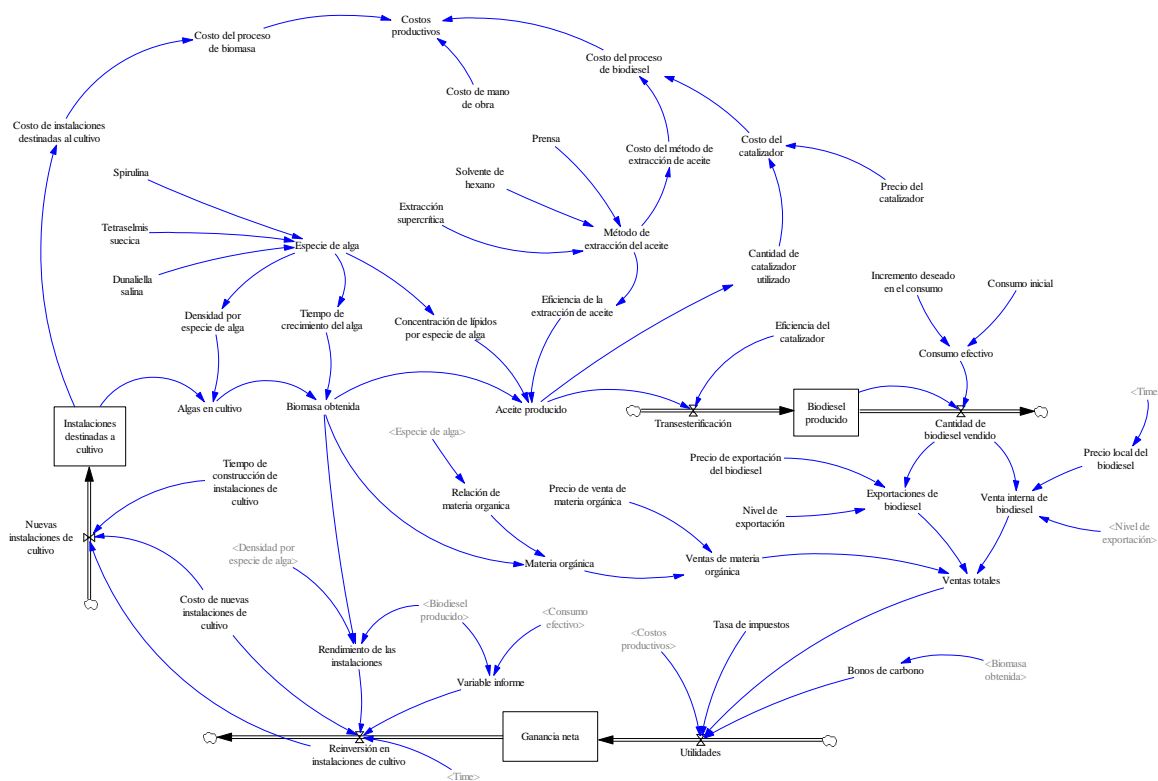 Costos
productivos
Costo del proceso
de biomasa
Costo del proceso
de biodiesel
Costo de mano
de obra
Costo de instalaciones
destinadas al cultivo
Prensa
Costo del método de
extracción de aceite
Costo del
catalizador
Spirulina
Solvente de
hexano
Precio del
catalizador
Extracción
supercrítica
Tetraselmis
suecica
Especie de alga
Método de
extracción del aceite
Cantidad de
catalizador
utilizado
Dunaliella
salina
Incremento deseado
en el consumo
Consumo inicial
Densidad por
especie de alga
Tiempo de
crecimiento del alga
Concentración de lípidos
por especie de alga
Eficiencia de la
extracción de aceite
Eficiencia del
catalizador
Consumo efectivo
Algas en cultivo
Biomasa obtenida
Aceite producido
Transesterificación
Biodiesel
producido
Cantidad de
biodiesel vendido
<Time
Instalaciones
destinadas a
cultivo
<Especie de alga>
Precio de exportación
del biodiesel
Precio local del
biodiesel
Tiempo de
construcción de
instalaciones de
cultivo
Relación de
materia organica
Precio de venta de
materia orgánica
Exportaciones de
biodiesel
Venta interna de
biodiesel
Nivel de
exportación
<Nivel de
exportación>
Nuevas
instalaciones de
cultivo
<Densidad por
especie de alga>
Materia orgánica
Ventas de materia
orgánica
Ventas totales
Costo de nuevas
instalaciones de
cultivo
<Biodiesel
producido>
<Consumo
efectivo>
<Costos
productivos>
Tasa de impuestos
Rendimiento de las
instalaciones
Variable informe
Bonos de carbono
<Biomasa
obtenida>
Ganancia neta
Reinversión en
instalaciones de cultivo
Utilidades
<Time>